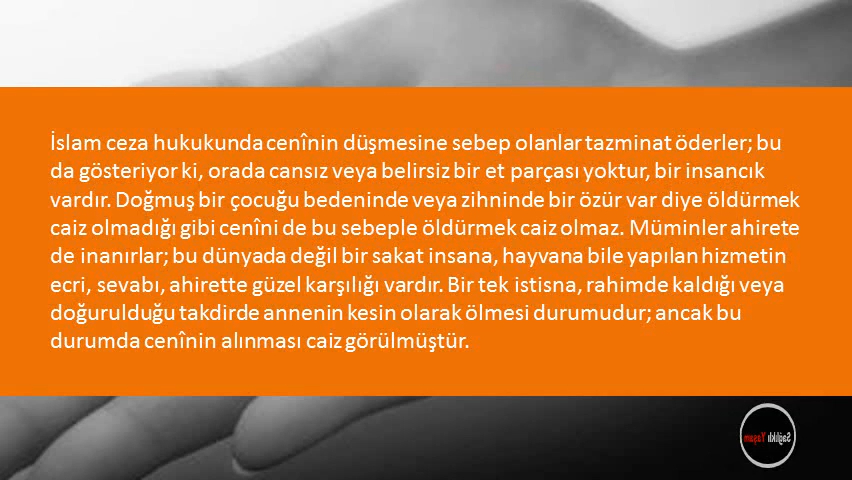 İslam ceza hukukunda cenînin düşmesine sebep olanlar tazminat öderler; bu
da gösteriyor ki, orada cansız veya belirsiz bir et parçası yoktur, bir insancık
vardır. Doğmuş bir çocuğu bedeninde veya zihninde bir özür var diye öldürmek
caiz olmadığı gibi cenîni de bu sebeple öldürmek caiz olmaz. Müminler ahirete
de inanırlar; bu dünyada değil bir sakat insana, hayvana bile yapılan hizmetin
ecri, sevabı, ahirette güzel karşılığı vardır. Bir tek istisna, rahimde kaldığı veya
doğurulduğu takdirde annenin kesin olarak ölmesi durumudur; ancak bu
durumda cenînin alınması caiz görülmüştür.
Sağlıklı Yaşam